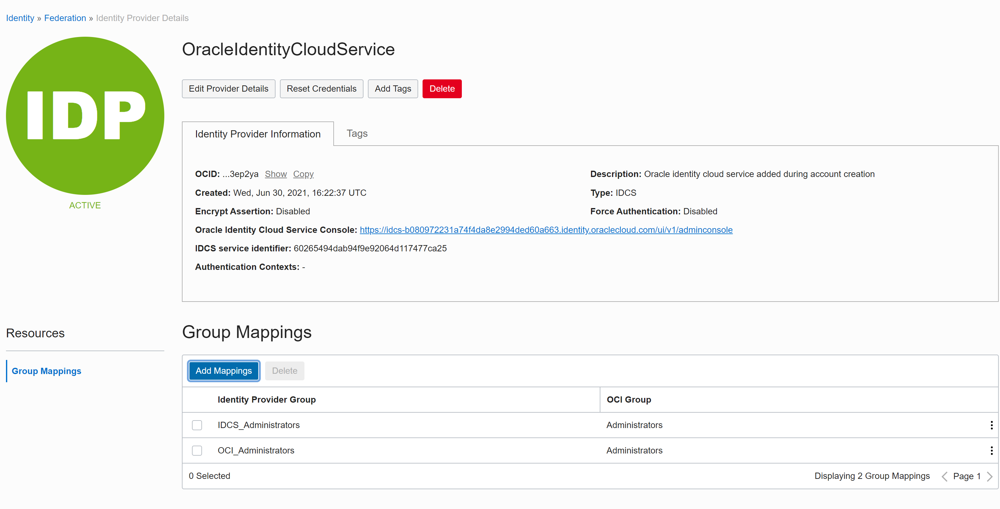 Identity » Federation » Identity Provider Details
IDP
ACTIVE
OracleIdentityCloudService
Edit Provider Details Reset Credentials Add Tags Delete
Identity Provider Information Tags
OCID: ...3ep2ya Show Copy Description: Oracle identity cloud service added during account creation
Created: Wed, Jun 30, 2021, 16:22:37 UTC Type: IDCS
Encrypt Assertion: Disabled Force Authentication: Disabled
Oracle Identity Cloud Service Console: https://idcs-b080972231a74f4da8e2994ded60a663.identity.oraclecloud.com/ui/v1/adminconsole
IDCS service identifier: 60265494dab94f9e92064d117477ca25
Authentication Contexts: -
Resources
Group Mappings
Group Mappings
Add Mappings Delete
Identity Provider Group OCI Group
IDCS_Administrators Administrators
OCI_Administrators Administrators
0 Selected Displaying 2 Group Mappings Page 1